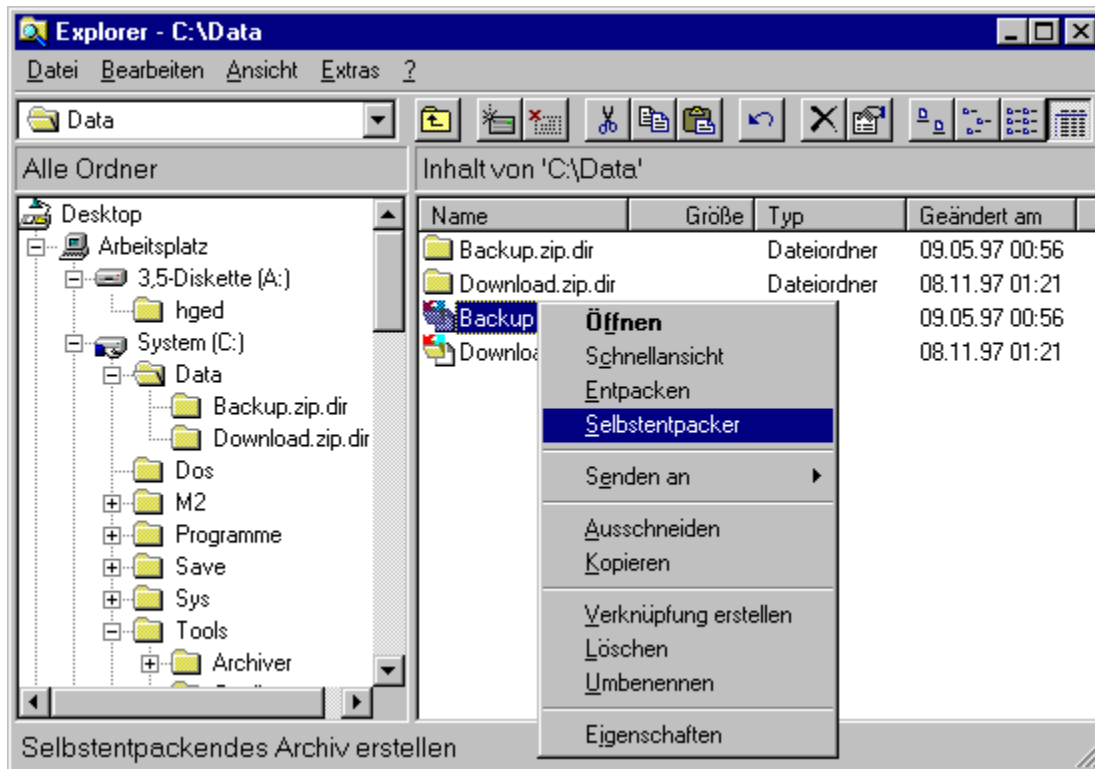 Explorer - C:\Data
Datei Bearbeiten Ansicht Extras ?
Data
Alle Ordner
Inhalt von 'C:\Data'
Desktop
Arbeitsplatz
3,5-Diskette (A:)
hged
System (C:)
Data
Backup.zip.dir
Download.zip.dir
Dos
M2
Programme
Save
Sys
Tools
Archiver
Name Größe Typ Geändert am
Backup.zip.dir Dateiordner 09.05.97 00:56
Download.zip.dir Dateiordner 08.11.97 01:21
Backup 09.05.97 00:56
Downlo 08.11.97 01:21
Öffnen
Schnellansicht
Entpacken
Selbstentpacker
Senden an
Ausschneiden
Kopieren
Verknüpfung erstellen
Löschen
Umbenennen
Eigenschaften
Selbstentpackendes Archiv erstellen